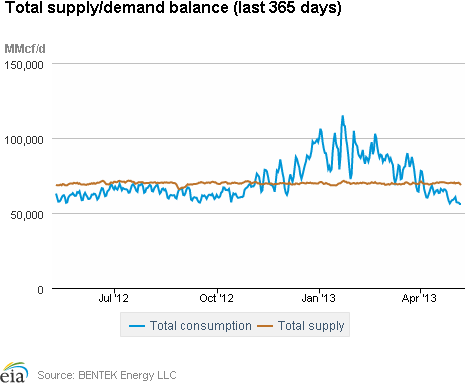 Total supply/demand balance (last 365 days)
MMcf/d
150,000
100,000
50,000
0
Jul '12 Oct '12 Jan '13 Apr '13
Total consumption Total supply
eia Source: BENTEK Energy LLC